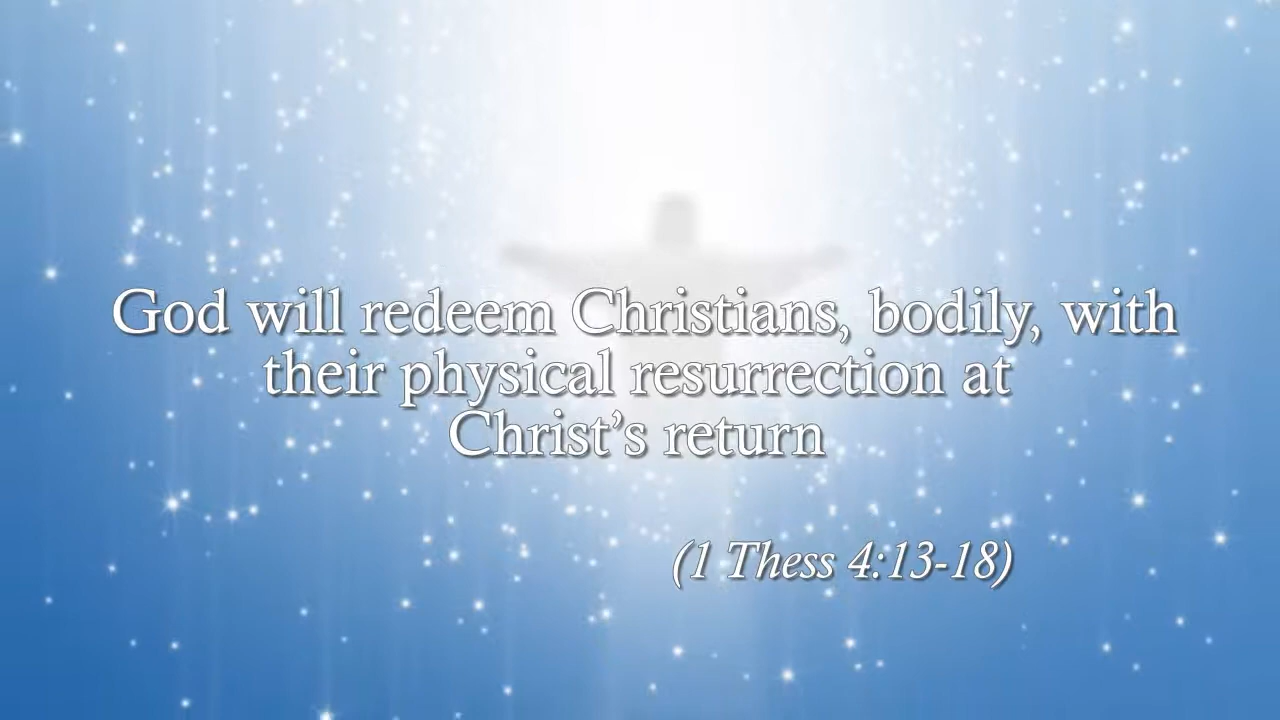 God will redeem Christians, bodily, with
their physical resurrection at
Christ’s return
(1 Thess 4:13-18)